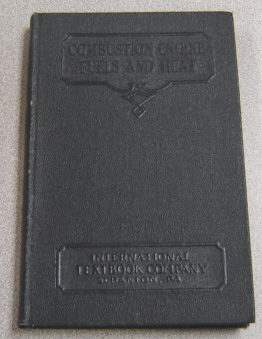 COMBUSTION ENGINE
FUELS AND HEAT
INTERNATIONAL
TEXTBOOK COMPANY
SCRANTON, PA.